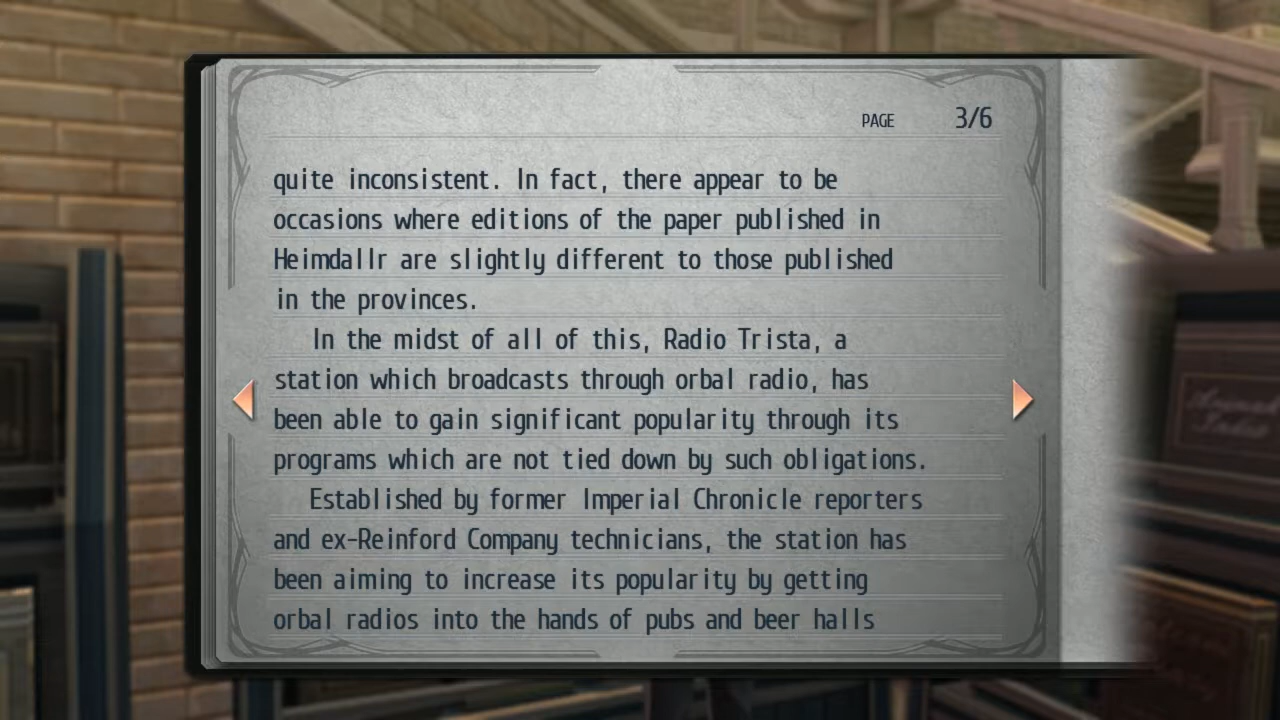 PAGE 3/6
quite inconsistent. In fact, there appear to be
occasions where editions of the paper published in
Heimdallr are slightly different to those published
in the provinces.
In the midst of all of this, Radio Trista, a
station which broadcasts through orbal radio, has
been able to gain significant popularity through its
programs which are not tied down by such obligations.
Established by former Imperial Chronicle reporters
and ex-Reinford Company technicians, the station has
been aiming to increase its popularity by getting
orbal radios into the hands of pubs and beer halls